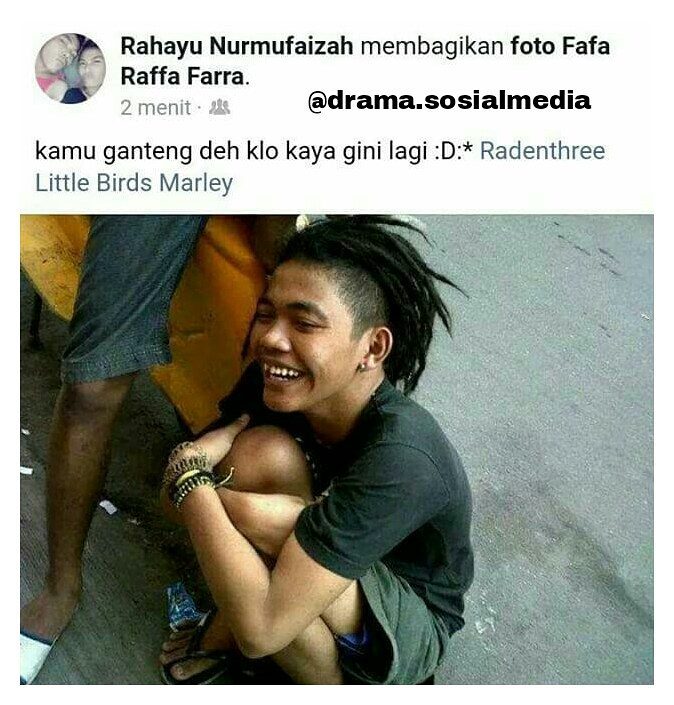 Rahayu Nurmufaizah membagikan foto Fafa
Raffa Farra.
2 menit ·
@drama.sosialmedia
kamu ganteng deh klo kaya gini lagi :D:* Radenthree
Little Birds Marley